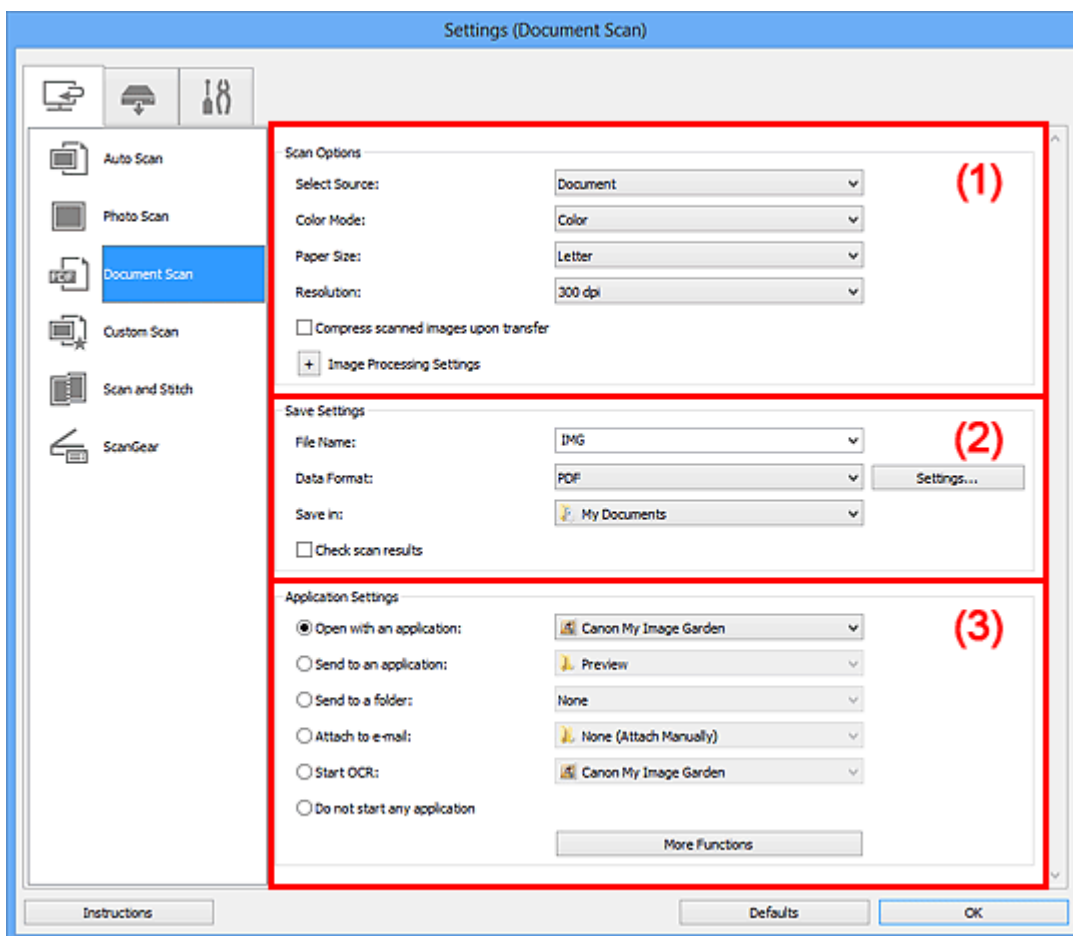 Settings (Document Scan)
Auto Scan
Photo Scan
Document Scan
Custom Scan
Scan and Stitch
ScanGear
Scan Options
(1)
Select Source: Document
Color Mode: Color
Paper Size: Letter
Resolution: 300 dpi
Compress scanned images upon transfer
+ Image Processing Settings
Save Settings
(2)
File Name: IMG
Data Format: PDF Settings...
Save in: My Documents
Check scan results
Application Settings
(3)
Open with an application: Canon My Image Garden
Send to an application: Preview
Send to a folder: None
Attach to e-mail: None (Attach Manually)
Start OCR: Canon My Image Garden
Do not start any application
More Functions
Instructions Defaults OK